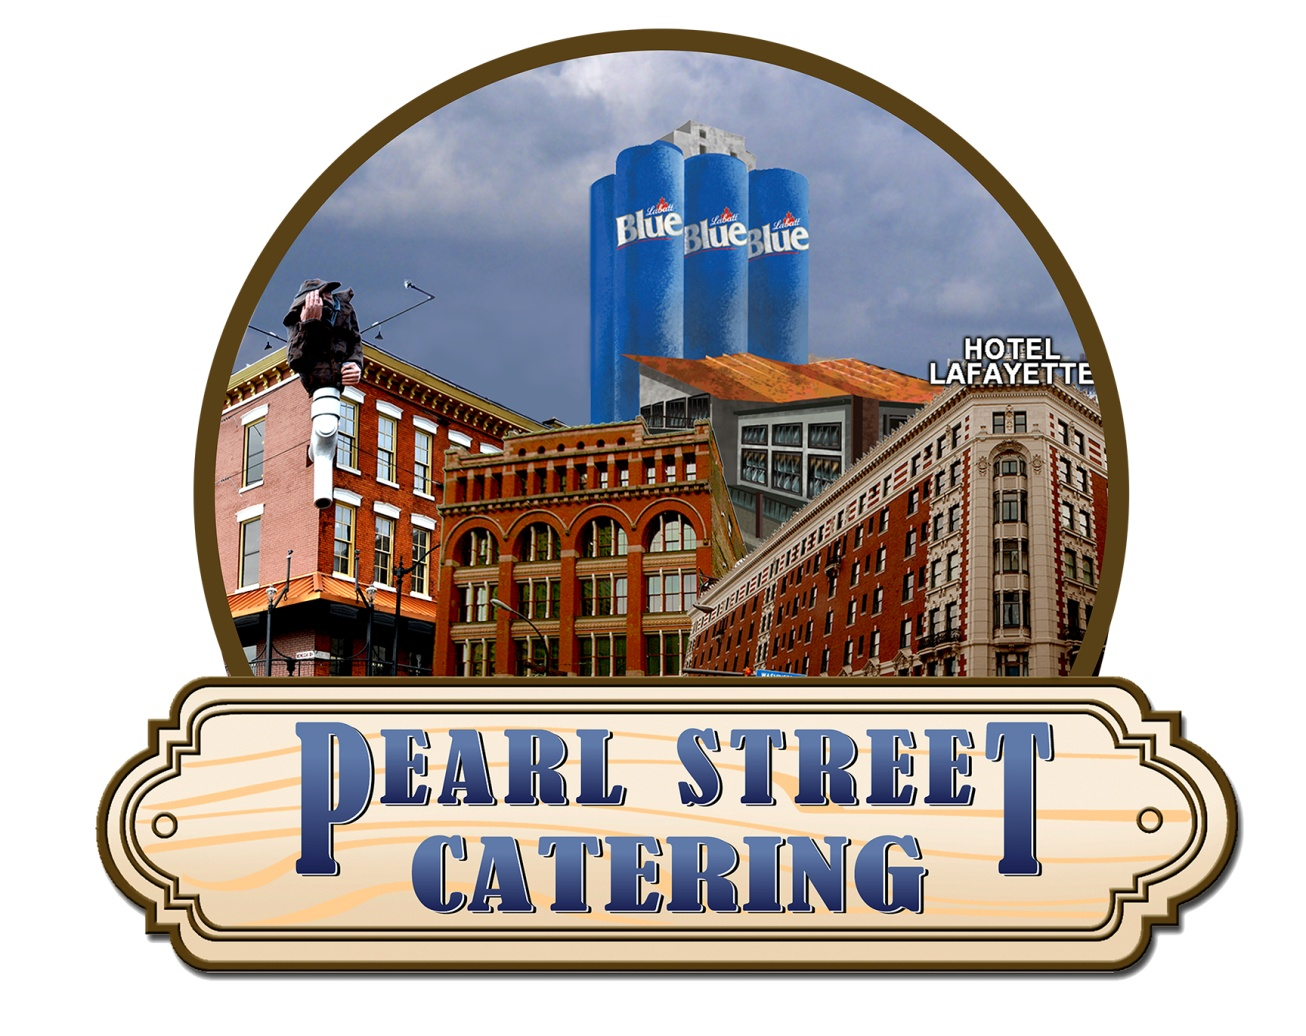 Labatt
Blue
Labatt
Blue
Labatt
Blue
HOTEL
LAFAYETTE
PEARL STREET
CATERING